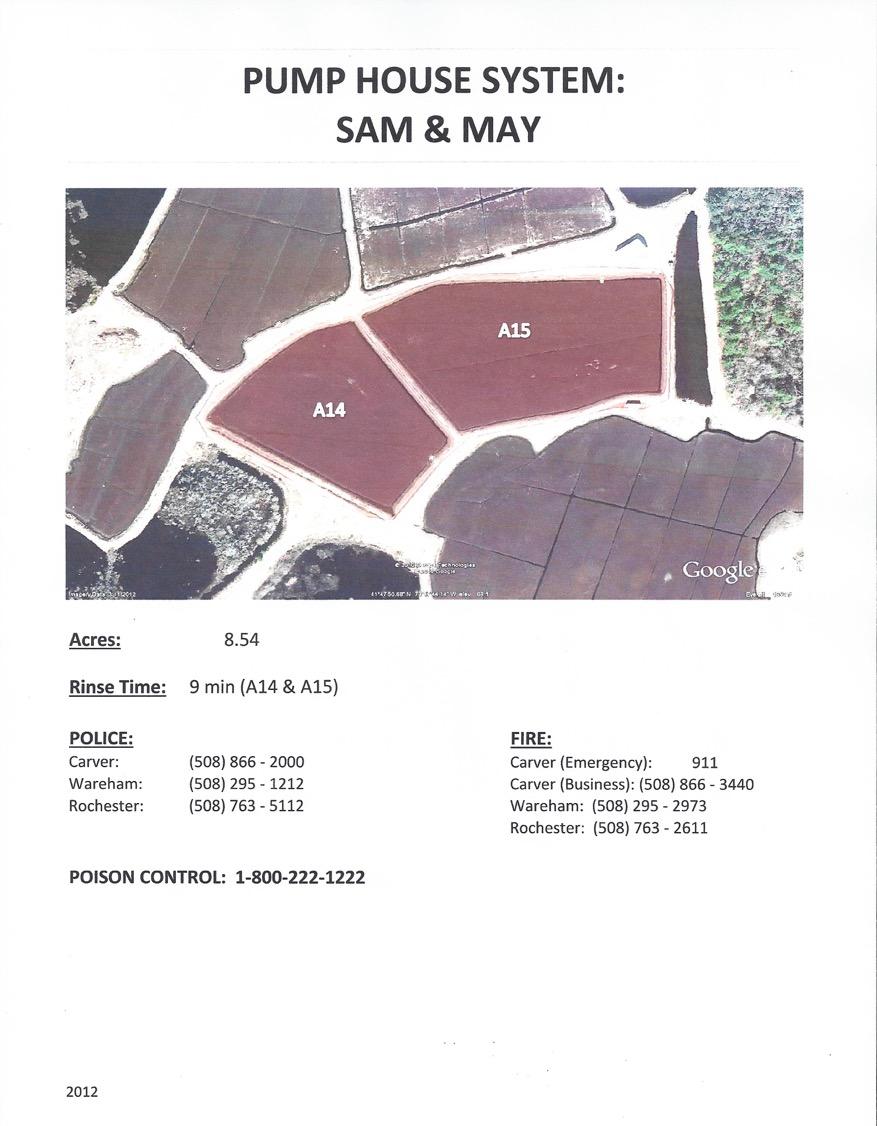 PUMP HOUSE SYSTEM:
SAM & MAY
A15
A14
Google
Acres: 8.54
Rinse Time: 9 min (A14 & A15)
POLICE:
Carver: (508) 866 - 2000
Wareham: (508) 295 - 1212
Rochester: (508) 763 - 5112
FIRE:
Carver (Emergency): 911
Carver (Business): (508) 866 - 3440
Wareham: (508) 295 - 2973
Rochester: (508) 763 - 2611
POISON CONTROL: 1-800-222-1222
2012